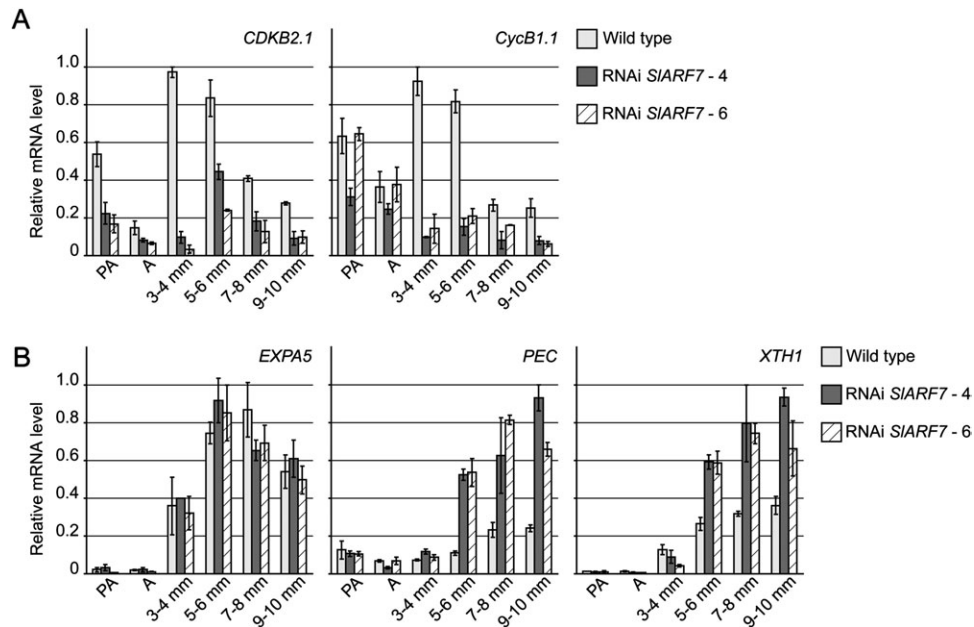 A
CDKB2.1
CycB1.1
Wild type
RNAi SlARF7 - 4
RNAi SlARF7 - 6
Relative mRNA level
1.0
0.8
0.6
0.4
0.2
0
PA
A
3-4 mm
5-6 mm
7-8 mm
9-10 mm
PA
A
3-4 mm
5-6 mm
7-8 mm
9-10 mm
B
EXPA5
PEC
XTH1
Wild type
RNAi SlARF7 - 4
RNAi SlARF7 - 6
Relative mRNA level
1.0
0.8
0.6
0.4
0.2
0
PA
A
3-4 mm
5-6 mm
7-8 mm
9-10 mm
PA
A
3-4 mm
5-6 mm
7-8 mm
9-10 mm
PA
A
3-4 mm
5-6 mm
7-8 mm
9-10 mm